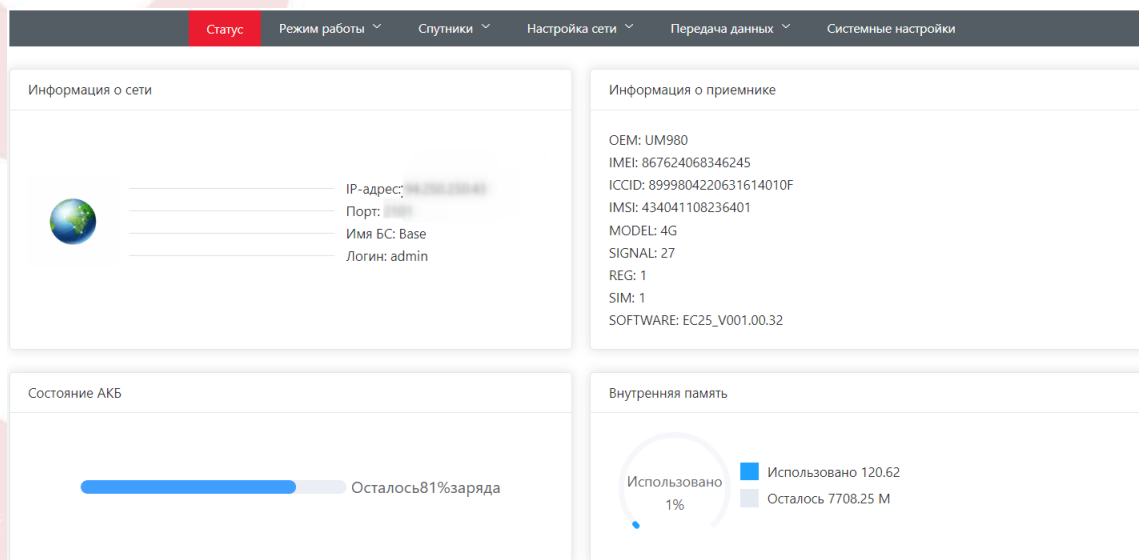 Статус Режим работы Спутники Настройка сети Передача данных Системные настройки
Информация о сети
IP-адрес:
Порт:
Имя БС: Base
Логин: admin
Информация о приемнике
OEM: UM980
IMEI: 867624068346245
ICCID: 8999804220631614010F
IMSI: 434041108236401
MODEL: 4G
SIGNAL: 27
REG: 1
SIM: 1
SOFTWARE: EC25_V001.00.32
Состояние АКБ
Осталось81%заряда
Внутренняя память
Использовано
1%
Использовано 120.62
Осталось 7708.25 M